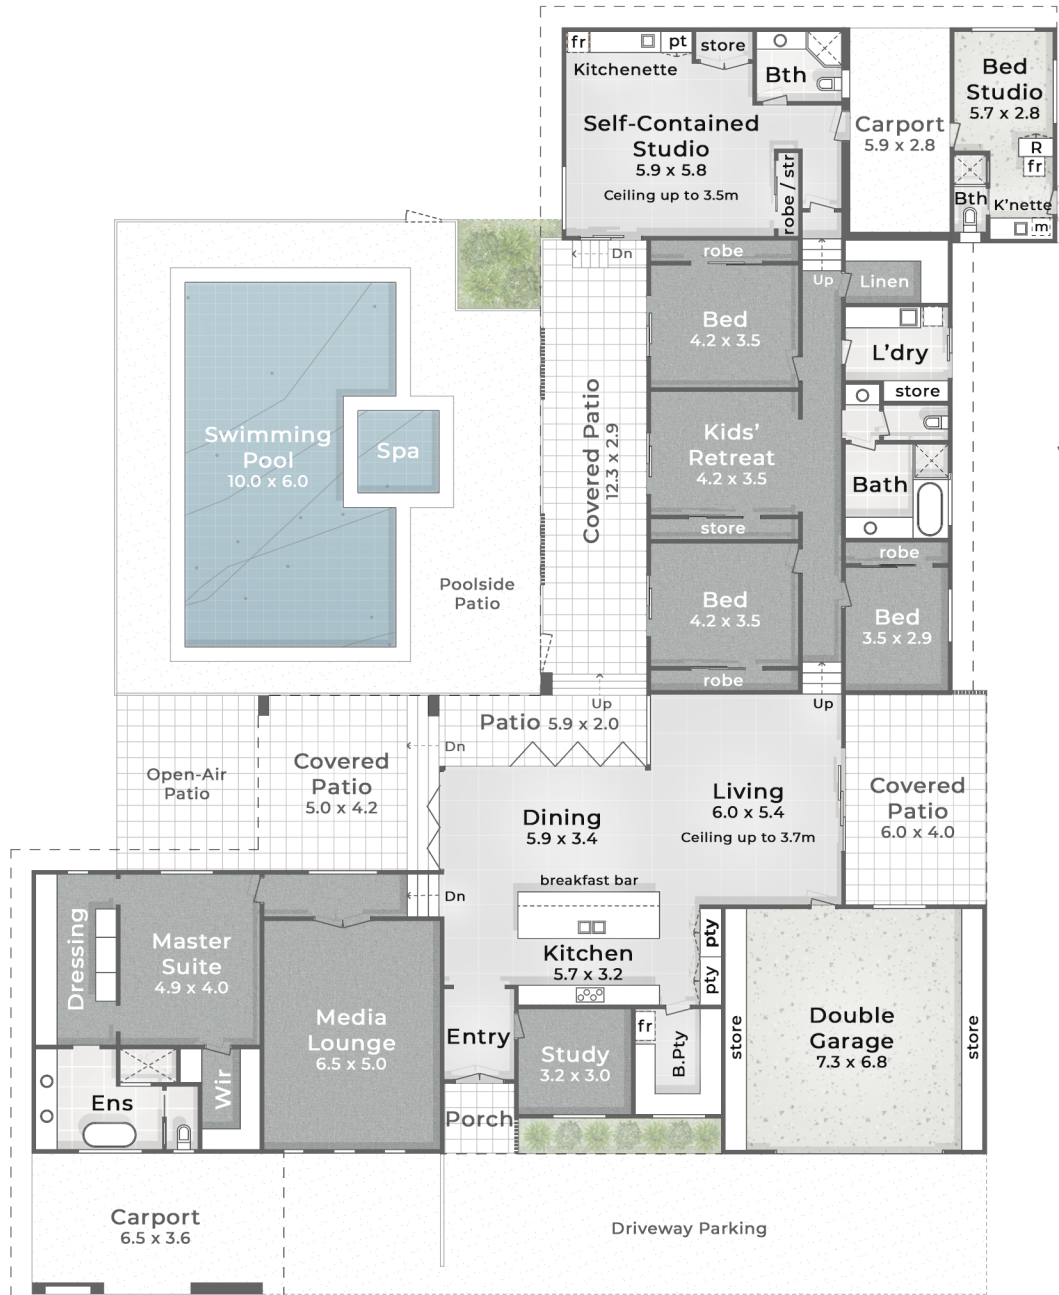 fr
pt
store
Kitchenette
Bth
Self-Contained
Studio
5.9 x 5.8
Ceiling up to 3.5m
robe / str
Carport
5.9 x 2.8
Bed
Studio
5.7 x 2.8
R
fr
Bth
K'nette
m
Dn
robe
Up
Linen
Bed
4.2 x 3.5
L'dry
store
Kids'
Retreat
4.2 x 3.5
store
Bath
robe
Covered Patio
12.3 x 2.9
Swimming
Pool
10.0 x 6.0
Spa
Poolside
Patio
Bed
4.2 x 3.5
robe
Bed
3.5 x 2.9
Up
Up
Patio 5.9 x 2.0
Dn
Open-Air
Patio
Covered
Patio
5.0 x 4.2
Dining
5.9 x 3.4
Living
6.0 x 5.4
Ceiling up to 3.7m
Covered
Patio
6.0 x 4.0
Dn
breakfast bar
Kitchen
5.7 x 3.2
pty
pty
Dressing
Master
Suite
4.9 x 4.0
Media
Lounge
6.5 x 5.0
Entry
Study
3.2 x 3.0
fr
B.Pty
store
Double
Garage
7.3 x 6.8
store
Ens
Wir
Porch
Carport
6.5 x 3.6
Driveway Parking